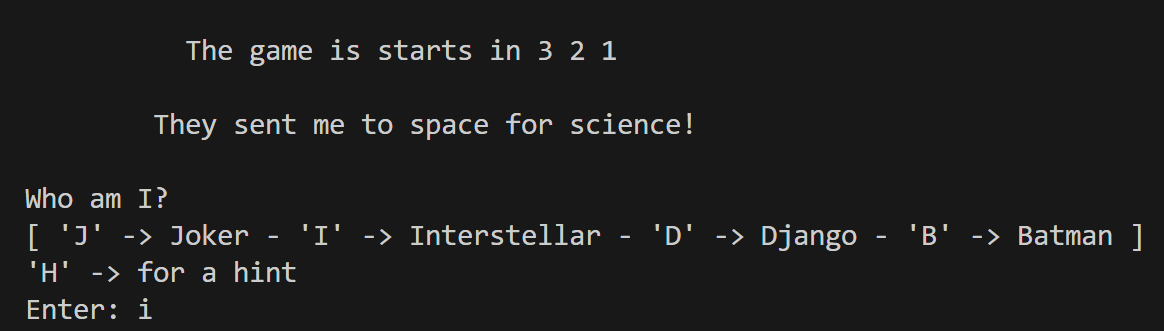 The game is starts in 3 2 1
They sent me to space for science!
Who am I?
[ 'J' -> Joker - 'I' -> Interstellar - 'D' -> Django - 'B' -> Batman ]
'H' -> for a hint
Enter: i